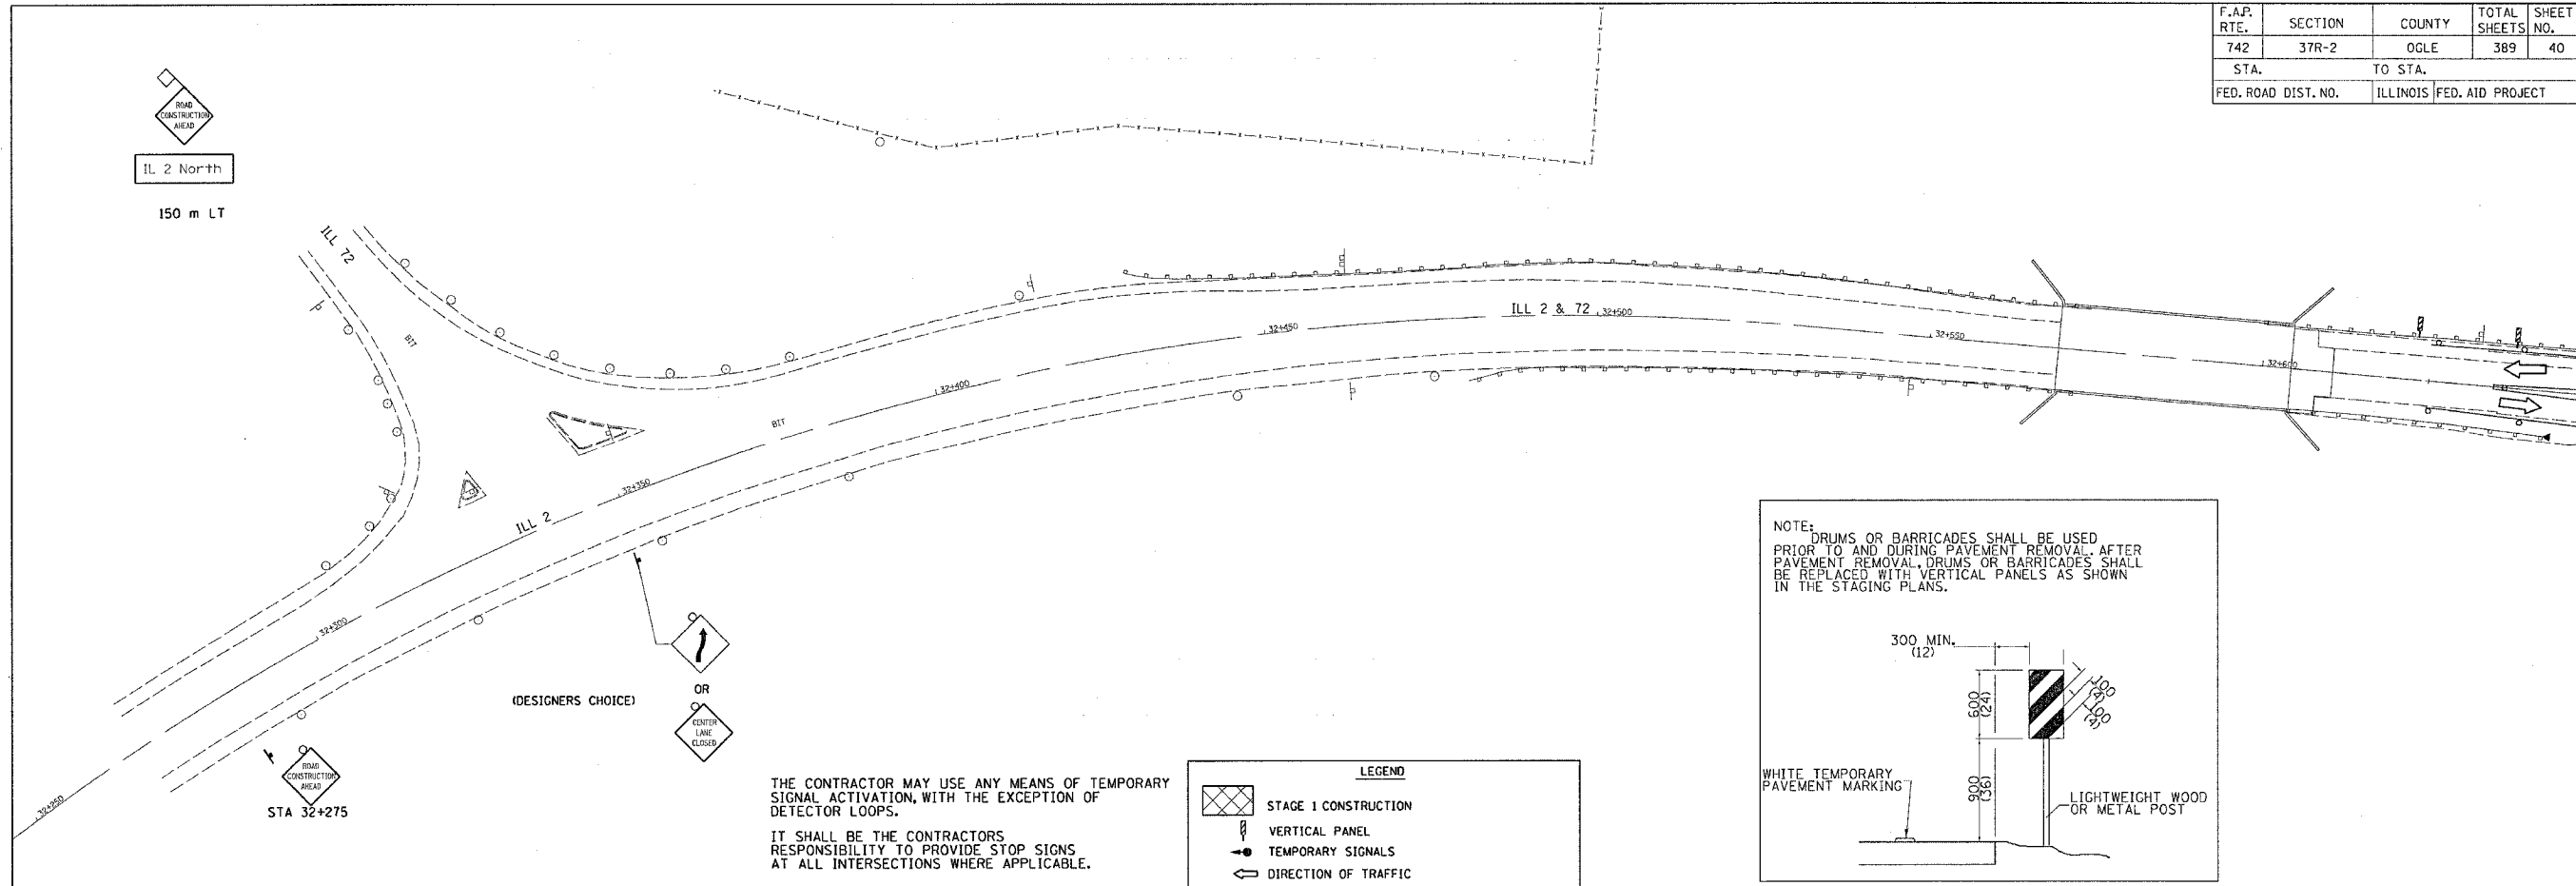 F.A.P. RTE. SECTION COUNTY TOTAL SHEETS SHEET NO.
742 37R-2 OGLE 389 40
STA. TO STA.
FED. ROAD DIST. NO. ILLINOIS FED. AID PROJECT
ROAD
CONSTRUCTION
AHEAD
IL 2 North
150 m LT
ILL 72
BIT
ILL 2 & 72
32+500
32+450
32+550
32+600
32+400
BIT
32+350
ILL 2
32+300
32+250
ROAD
CONSTRUCTION
AHEAD
STA 32+275
(DESIGNERS CHOICE)
OR
CENTER
LANE
CLOSED
THE CONTRACTOR MAY USE ANY MEANS OF TEMPORARY
SIGNAL ACTIVATION, WITH THE EXCEPTION OF
DETECTOR LOOPS.
IT SHALL BE THE CONTRACTORS
RESPONSIBILITY TO PROVIDE STOP SIGNS
AT ALL INTERSECTIONS WHERE APPLICABLE.
LEGEND
STAGE 1 CONSTRUCTION
VERTICAL PANEL
TEMPORARY SIGNALS
DIRECTION OF TRAFFIC
NOTE:
DRUMS OR BARRICADES SHALL BE USED
PRIOR TO AND DURING PAVEMENT REMOVAL. AFTER
PAVEMENT REMOVAL, DRUMS OR BARRICADES SHALL
BE REPLACED WITH VERTICAL PANELS AS SHOWN
IN THE STAGING PLANS.
300 MIN.
(12)
600
(24)
100
(4)
100
(4)
900
(36)
WHITE TEMPORARY
PAVEMENT MARKING
LIGHTWEIGHT WOOD
OR METAL POST